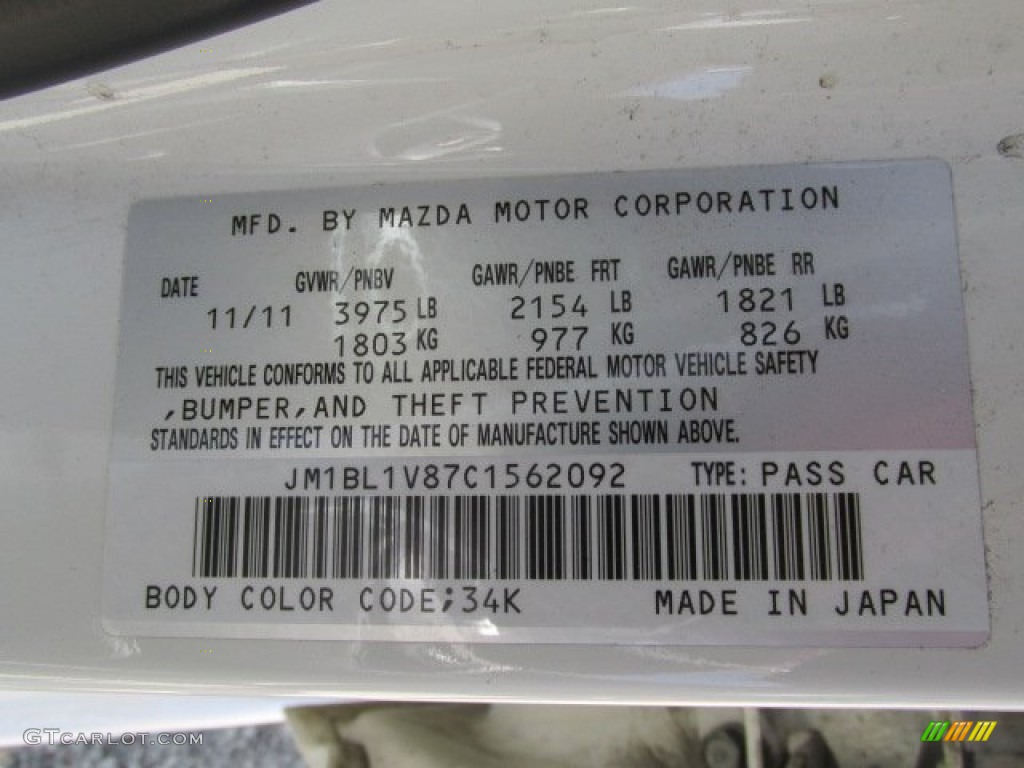 MFD. BY MAZDA MOTOR CORPORATION
DATE GVWR/PNBV GAWR/PNBE FRT GAWR/PNBE RR
11/11 3975 LB 2154 LB 1821 LB
1803 KG 977 KG 826 KG
THIS VEHICLE CONFORMS TO ALL APPLICABLE FEDERAL MOTOR VEHICLE SAFETY
,BUMPER,AND THEFT PREVENTION
STANDARDS IN EFFECT ON THE DATE OF MANUFACTURE SHOWN ABOVE.
JM1BL1V87C1562092 TYPE: PASS CAR
BODY COLOR CODE;34K MADE IN JAPAN
GTCARLOT.COM